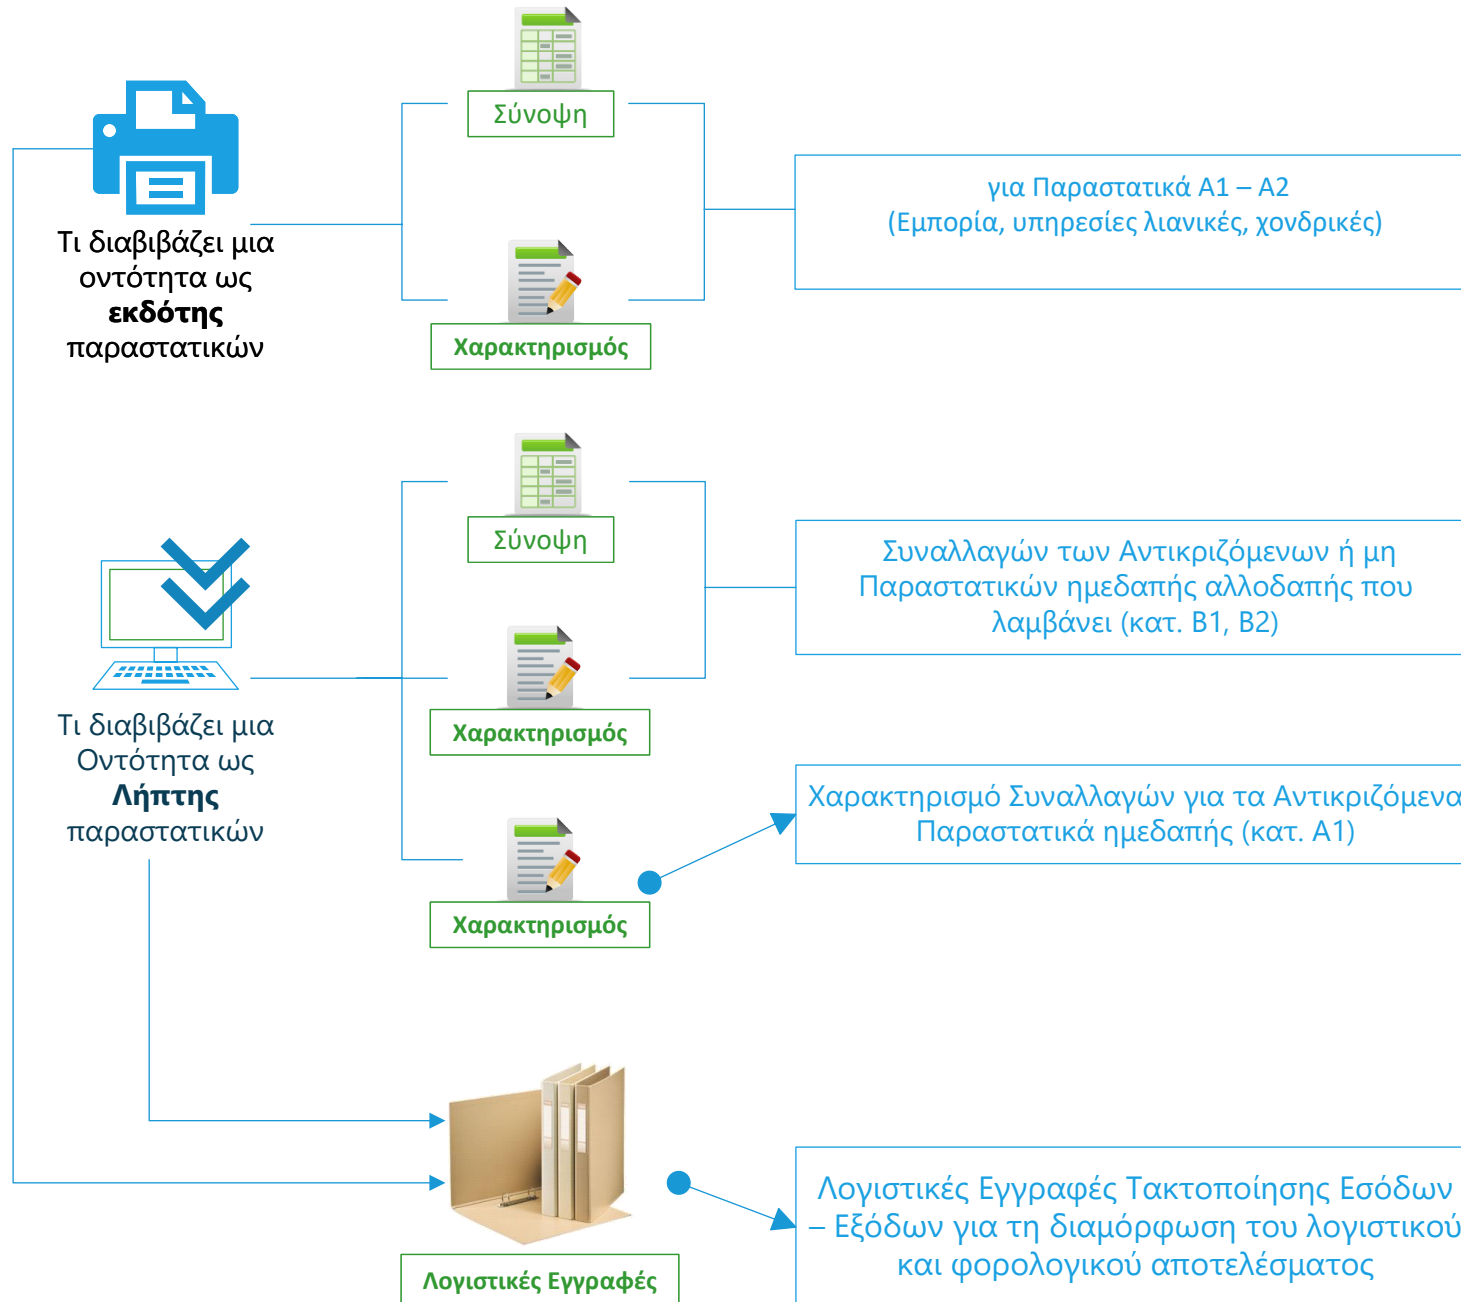 Σύνοψη
Τι διαβιβάζει μια
οντότητα ως
εκδότης
παραστατικών
Χαρακτηρισμός
για Παραστατικά Α1 – Α2
(Εμπορία, υπηρεσίες λιανικές, χονδρικές)
Τι διαβιβάζει μια
Οντότητα ως
Λήπτης
παραστατικών
Σύνοψη
Χαρακτηρισμός
Συναλλαγών των Αντικριζόμενων ή μη
Παραστατικών ημεδαπής αλλοδαπής που
λαμβάνει (κατ. Β1, Β2)
Χαρακτηρισμός
Χαρακτηρισμό Συναλλαγών για τα Αντικριζόμενα
Παραστατικά ημεδαπής (κατ. Α1)
Λογιστικές Εγγραφές
Λογιστικές Εγγραφές Τακτοποίησης Εσόδων
– Εξόδων για τη διαμόρφωση του λογιστικού
και φορολογικού αποτελέσματος